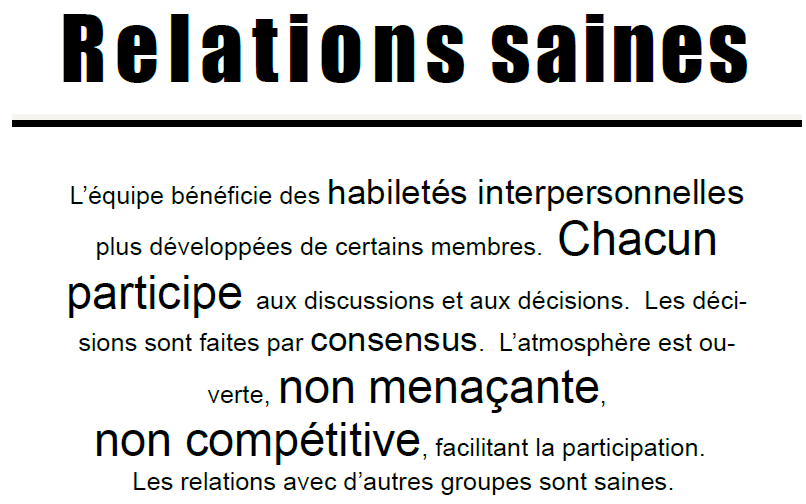 Relations saines
L’équipe bénéficie des habiletés interpersonnelles
plus développées de certains membres. Chacun
participe aux discussions et aux décisions. Les déci-
sions sont faites par consensus. L’atmosphère est ou-
verte, non menaçante,
non compétitive, facilitant la participation.
Les relations avec d’autres groupes sont saines.